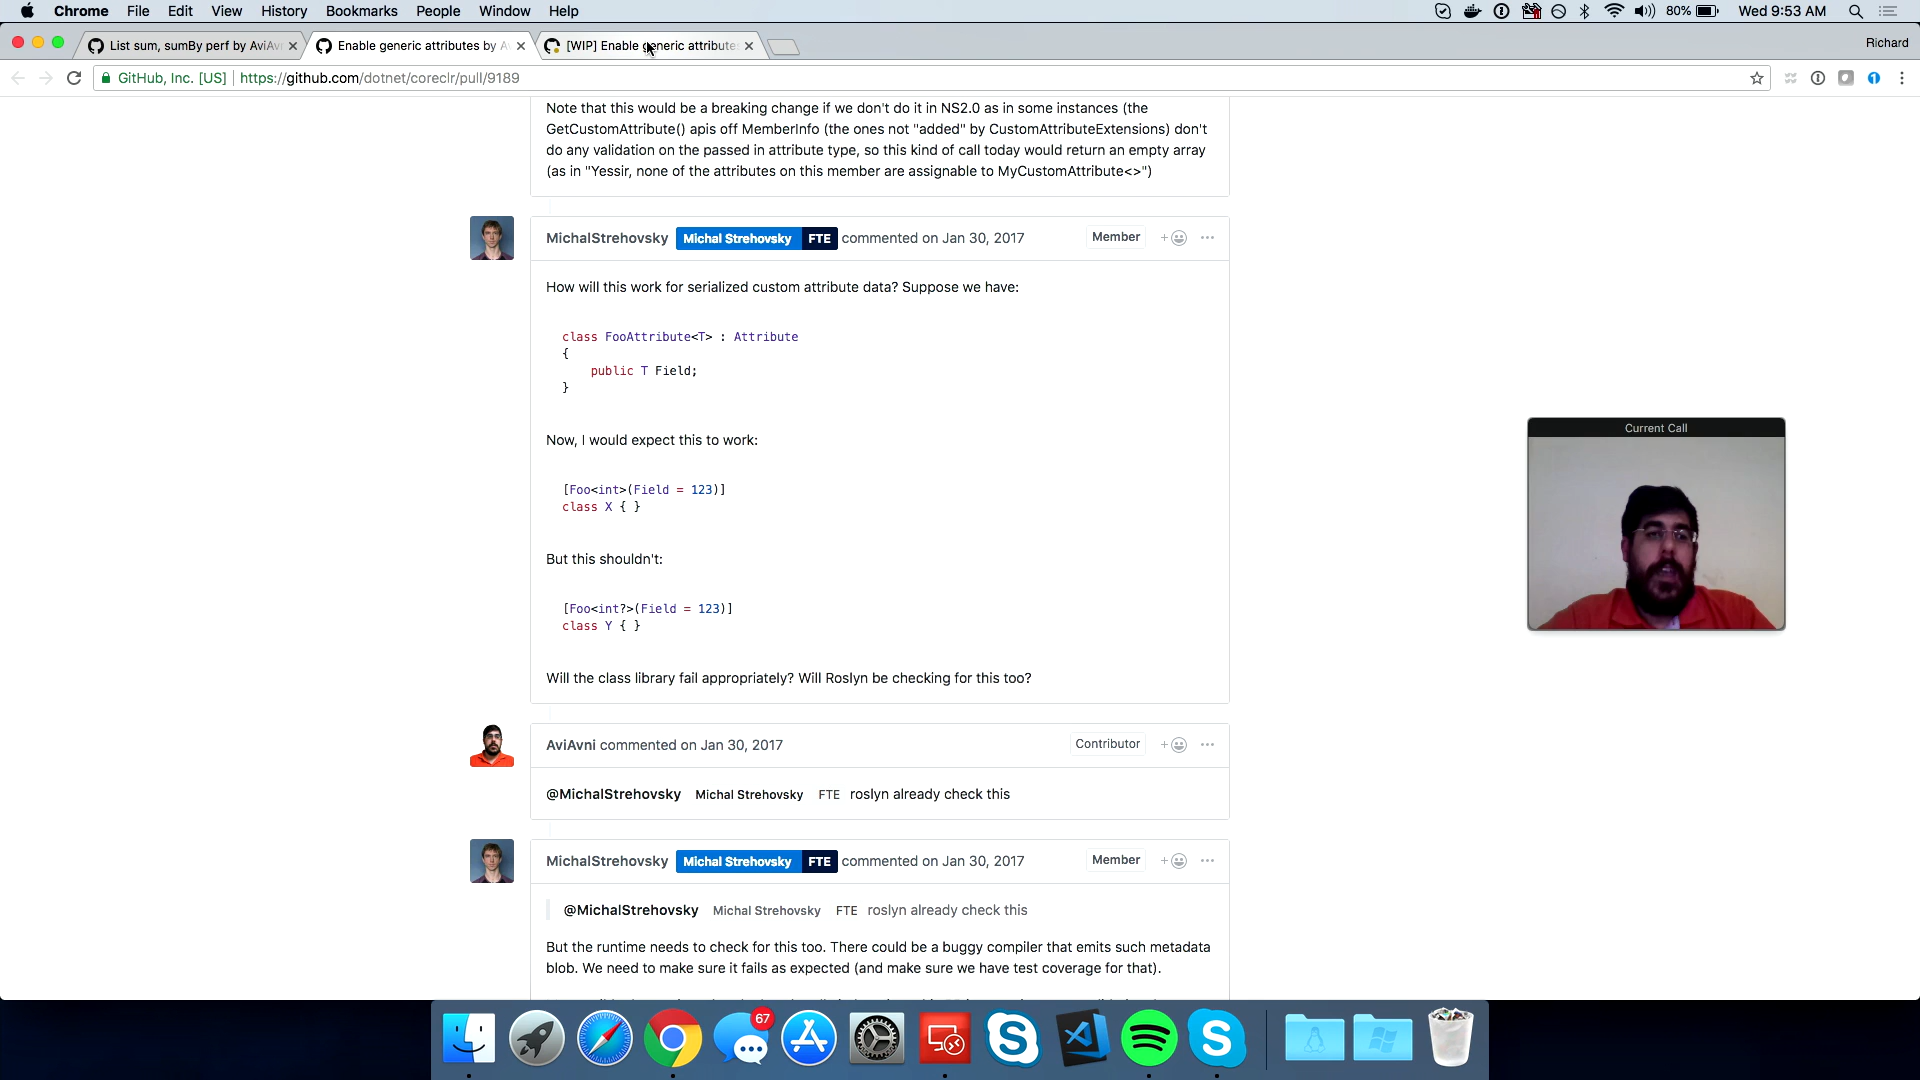 Chrome File Edit View History Bookmarks People Window Help 80% Wed 9:53 AM
List sum, sumBy perf by AviAv Enable generic attributes by A [WIP] Enable generic attribute Richard
GitHub, Inc. [US] https://github.com/dotnet/coreclr/pull/9189
Note that this would be a breaking change if we don't do it in NS2.0 as in some instances (the
GetCustomAttribute() apis off MemberInfo (the ones not "added" by CustomAttributeExtensions) don't
do any validation on the passed in attribute type, so this kind of call today would return an empty array
(as in "Yessir, none of the attributes on this member are assignable to MyCustomAttribute<>")
MichalStrehovsky Michal Strehovsky FTE commented on Jan 30, 2017 Member
How will this work for serialized custom attribute data? Suppose we have:
class FooAttribute<T> : Attribute
{
public T Field;
}
Now, I would expect this to work:
[Foo<int>(Field = 123)]
class X { }
But this shouldn't:
[Foo<int?>(Field = 123)]
class Y { }
Will the class library fail appropriately? Will Roslyn be checking for this too?
Current Call
AviAvni commented on Jan 30, 2017 Contributor
@MichalStrehovsky Michal Strehovsky FTE roslyn already check this
MichalStrehovsky Michal Strehovsky FTE commented on Jan 30, 2017 Member
@MichalStrehovsky Michal Strehovsky FTE roslyn already check this
But the runtime needs to check for this too. There could be a buggy compiler that emits such metadata
blob. We need to make sure it fails as expected (and make sure we have test coverage for that).
67